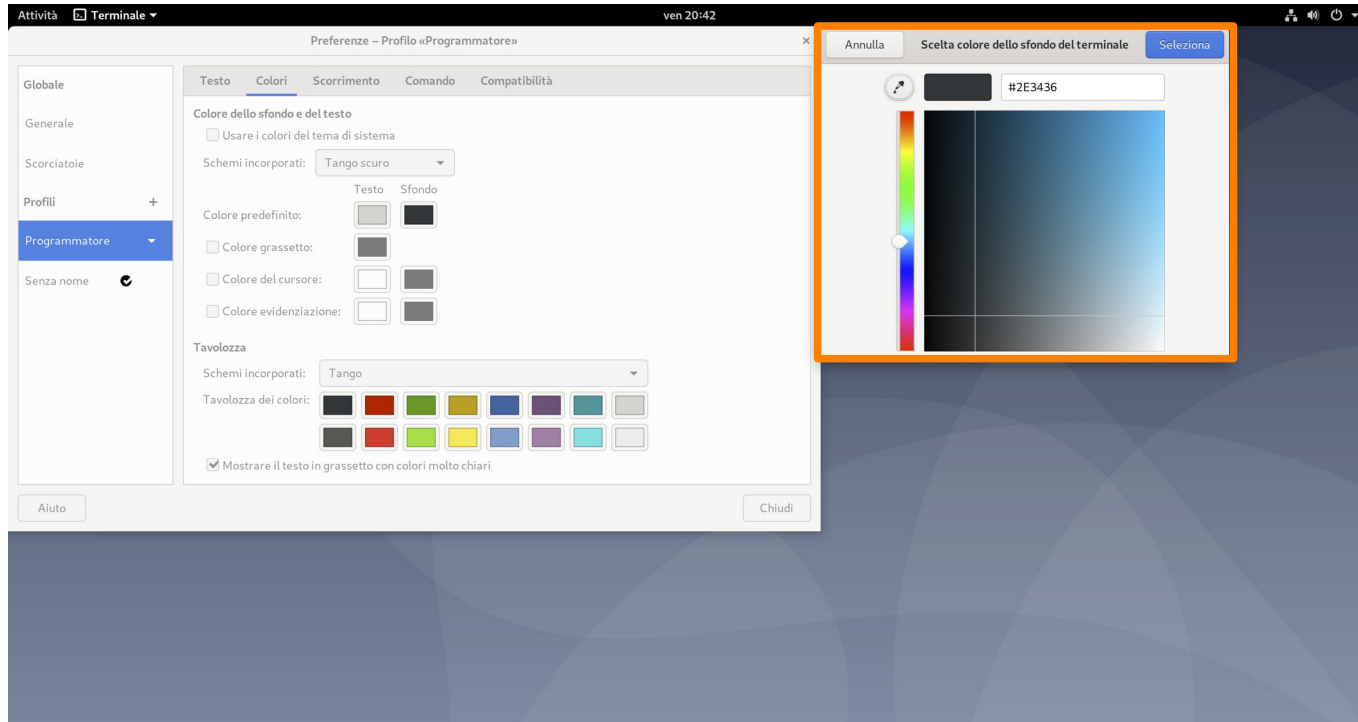 Attività Terminale ven 20:42
Preferenze – Profilo «Programmatore» ×
Globale
Generale
Scorciatoie
Profili +
Programmatore
Senza nome
Testo Colori Scorrimento Comando Compatibilità
Colore dello sfondo e del testo
Usare i colori del tema di sistema
Schemi incorporati: Tango scuro
Testo Sfondo
Colore predefinito:
Colore grassetto:
Colore del cursore:
Colore evidenziazione:
Tavolozza
Schemi incorporati: Tango
Tavolozza dei colori:
Mostrare il testo in grassetto con colori molto chiari
Aiuto Chiudi
Annulla Scelta colore dello sfondo del terminale Seleziona
#2E3436